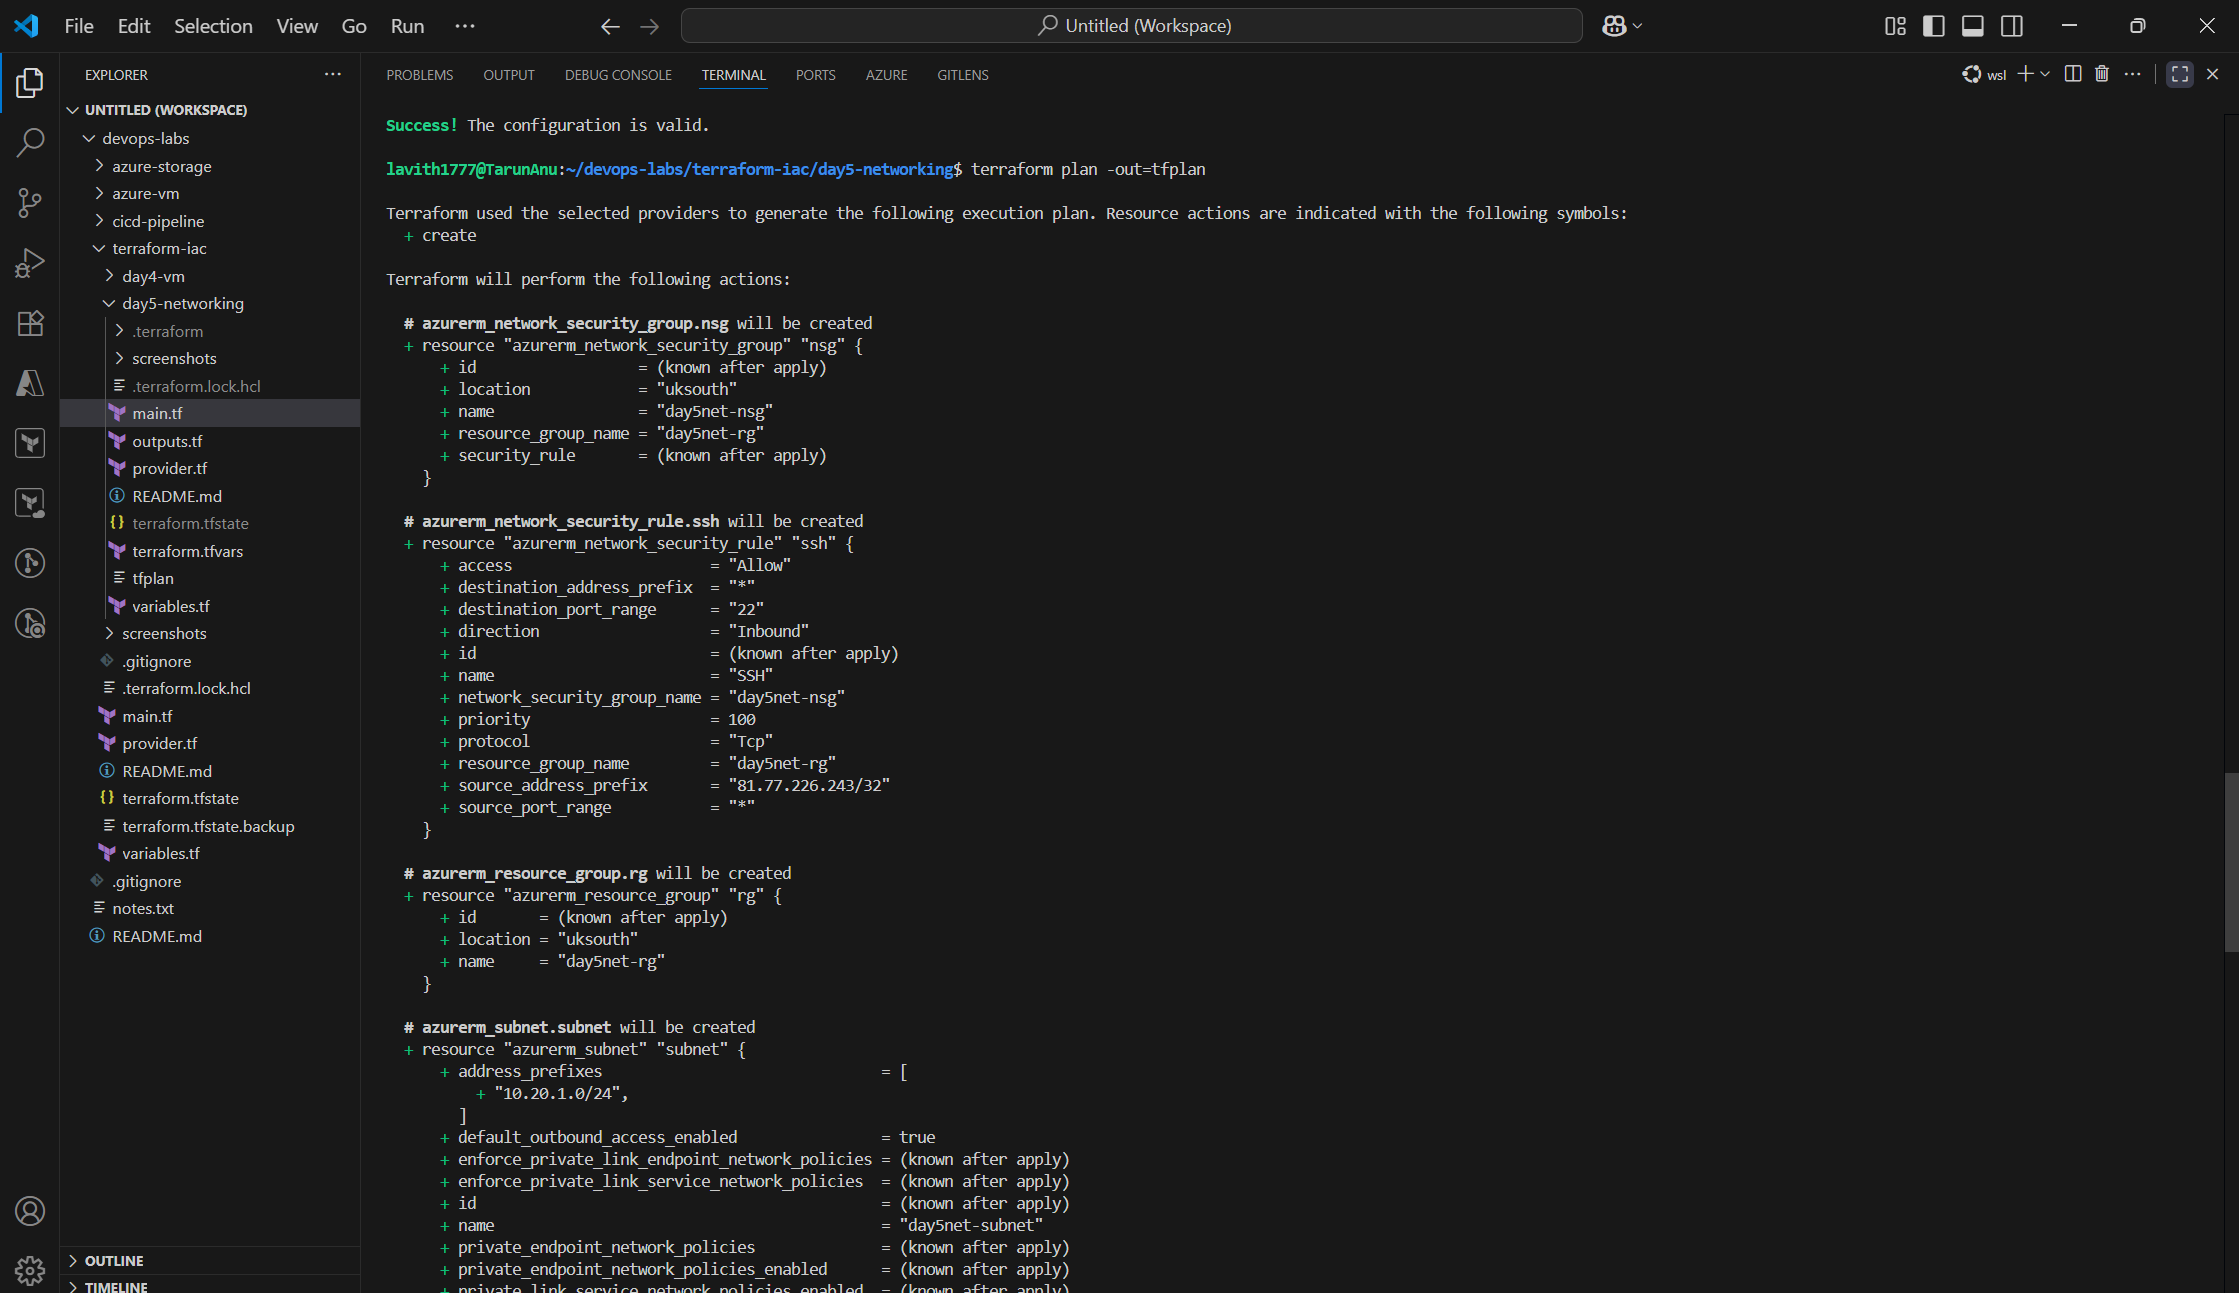 File Edit Selection View Go Run ··· Untitled (Workspace)
EXPLORER ···
UNTITLED (WORKSPACE)
devops-labs
azure-storage
azure-vm
cicd-pipeline
terraform-iac
day4-vm
day5-networking
.terraform
screenshots
.terraform.lock.hcl
main.tf
outputs.tf
provider.tf
README.md
terraform.tfstate
terraform.tfvars
tfplan
variables.tf
screenshots
.gitignore
.terraform.lock.hcl
main.tf
provider.tf
README.md
terraform.tfstate
terraform.tfstate.backup
variables.tf
.gitignore
notes.txt
README.md
OUTLINE
TIMELINE
PROBLEMS OUTPUT DEBUG CONSOLE TERMINAL PORTS AZURE GITLENS wsl
Success! The configuration is valid.
lavith1777@TarunAnu:~/devops-labs/terraform-iac/day5-networking$ terraform plan -out=tfplan
Terraform used the selected providers to generate the following execution plan. Resource actions are indicated with the following symbols:
+ create
Terraform will perform the following actions:
# azurerm_network_security_group.nsg will be created
+ resource "azurerm_network_security_group" "nsg" {
+ id = (known after apply)
+ location = "uksouth"
+ name = "day5net-nsg"
+ resource_group_name = "day5net-rg"
+ security_rule = (known after apply)
}
# azurerm_network_security_rule.ssh will be created
+ resource "azurerm_network_security_rule" "ssh" {
+ access = "Allow"
+ destination_address_prefix = "*"
+ destination_port_range = "22"
+ direction = "Inbound"
+ id = (known after apply)
+ name = "SSH"
+ network_security_group_name = "day5net-nsg"
+ priority = 100
+ protocol = "Tcp"
+ resource_group_name = "day5net-rg"
+ source_address_prefix = "81.77.226.243/32"
+ source_port_range = "*"
}
# azurerm_resource_group.rg will be created
+ resource "azurerm_resource_group" "rg" {
+ id = (known after apply)
+ location = "uksouth"
+ name = "day5net-rg"
}
# azurerm_subnet.subnet will be created
+ resource "azurerm_subnet" "subnet" {
+ address_prefixes = [
+ "10.20.1.0/24",
]
+ default_outbound_access_enabled = true
+ enforce_private_link_endpoint_network_policies = (known after apply)
+ enforce_private_link_service_network_policies = (known after apply)
+ id = (known after apply)
+ name = "day5net-subnet"
+ private_endpoint_network_policies = (known after apply)
+ private_endpoint_network_policies_enabled = (known after apply)
+ private_link_service_network_policies_enabled = (known after apply)